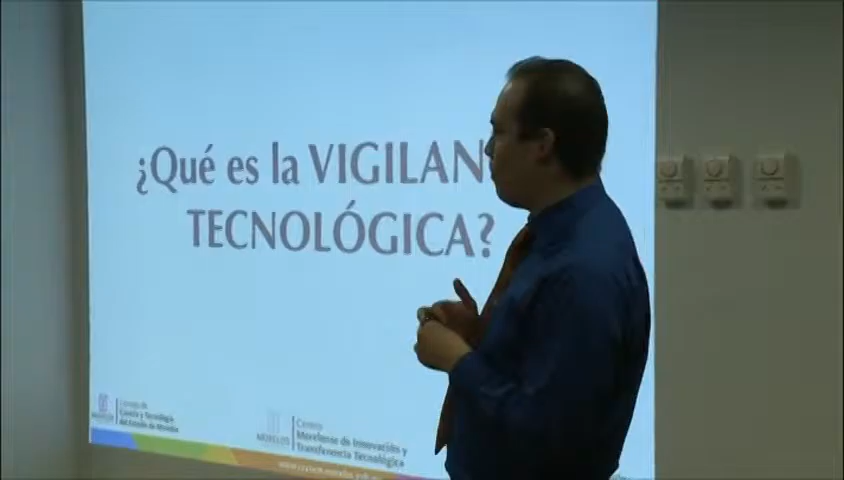 ¿Qué es la VIGILAN
TECNOLÓGICA?
Consejo de
Ciencia y Tecnología
del Estado de Morelos
MORELOS
Centro
Morelense de Innovación y
Transferencia Tecnológica